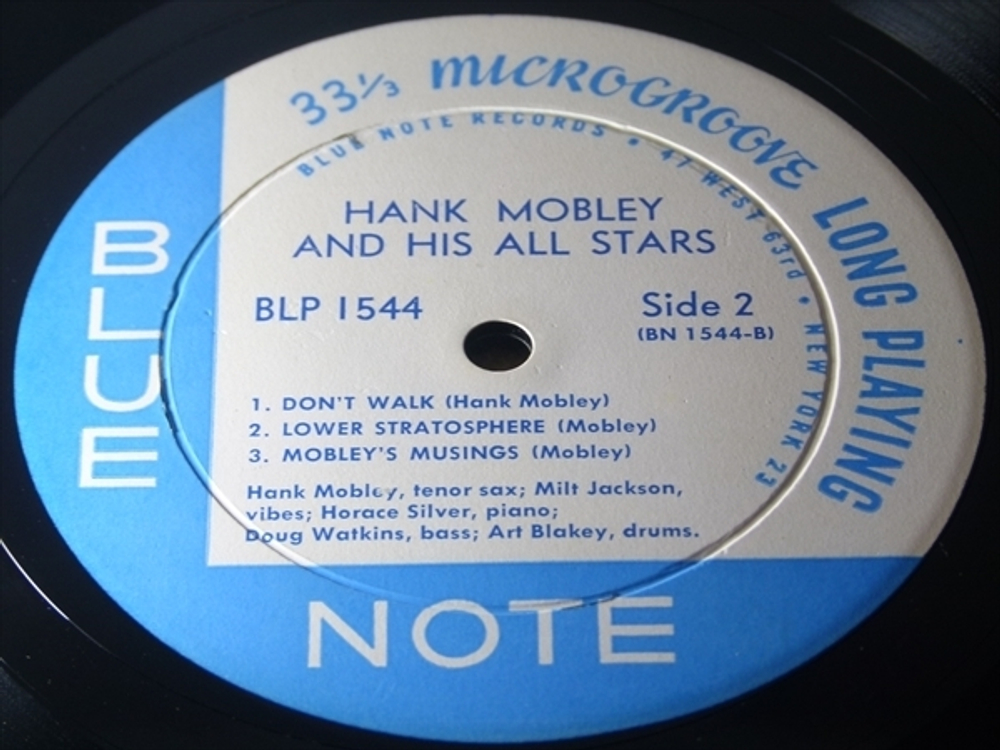 33⅓ MICROGROOVE LONG PLAYING
BLUE NOTE RECORDS • 47 WEST 63rd • NEW YORK 23
HANK MOBLEY
AND HIS ALL STARS
BLP 1544
Side 2
(BN 1544-B)
1. DON'T WALK (Hank Mobley)
2. LOWER STRATOSPHERE (Mobley)
3. MOBLEY'S MUSINGS (Mobley)
Hank Mobley, tenor sax; Milt Jackson,
vibes; Horace Silver, piano;
Doug Watkins, bass; Art Blakey, drums.
BLUE
NOTE